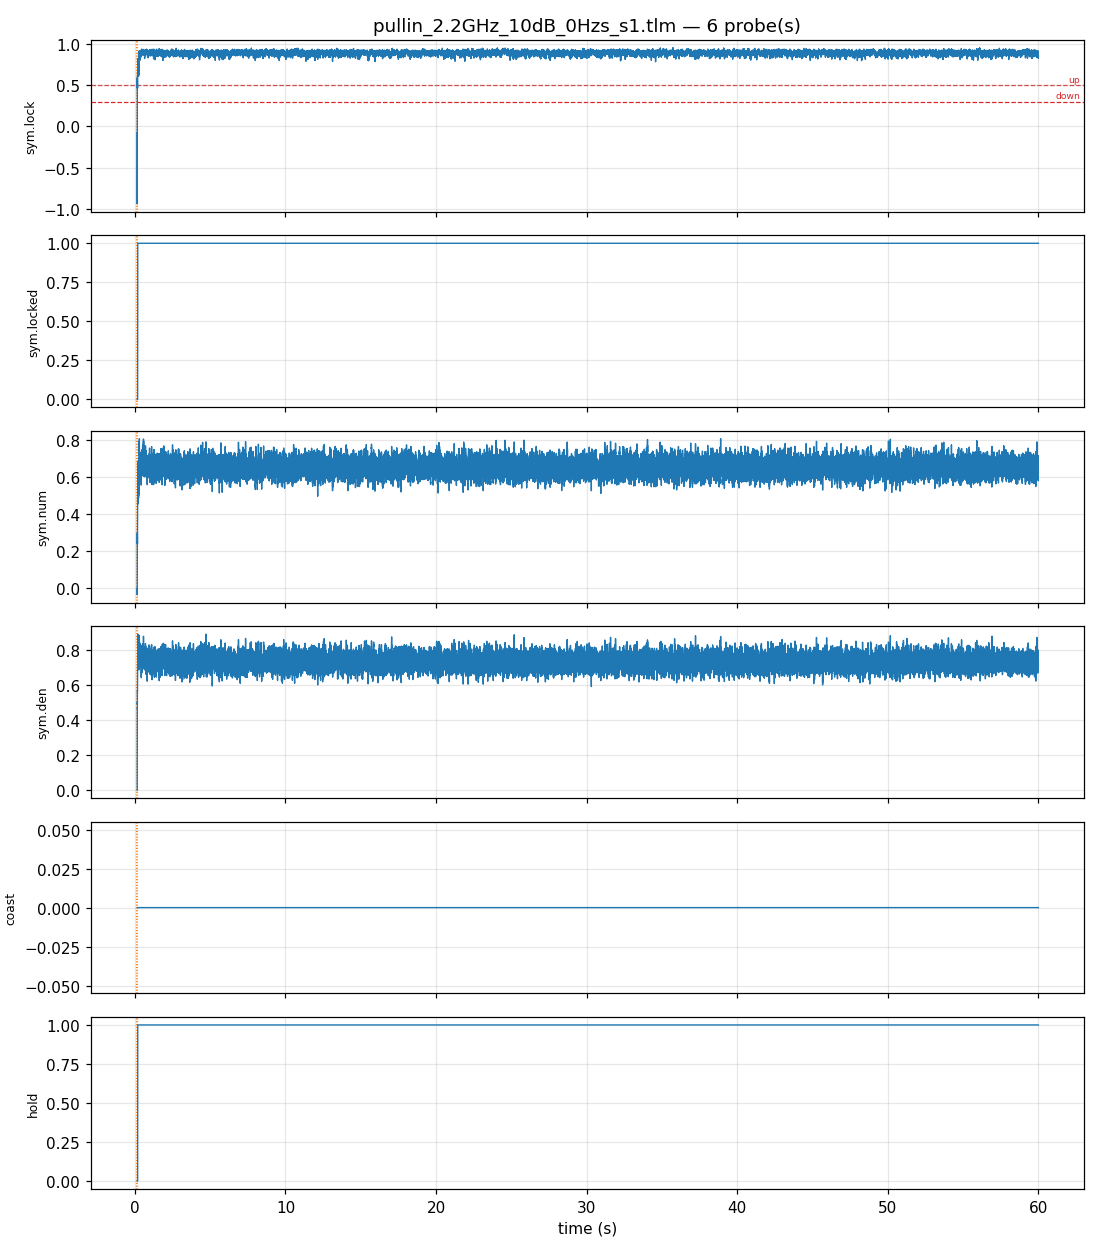 pullin_2.2GHz_10dB_0Hzs_s1.tlm — 6 probe(s)
1.0
0.5
0.0
−0.5
−1.0
sym.lock
up
down
1.00
0.75
0.50
0.25
0.00
sym.locked
0.8
0.6
0.4
0.2
0.0
sym.num
0.8
0.6
0.4
0.2
0.0
sym.den
0.050
0.025
0.000
−0.025
−0.050
coast
1.00
0.75
0.50
0.25
0.00
hold
0 10 20 30 40 50 60
time (s)